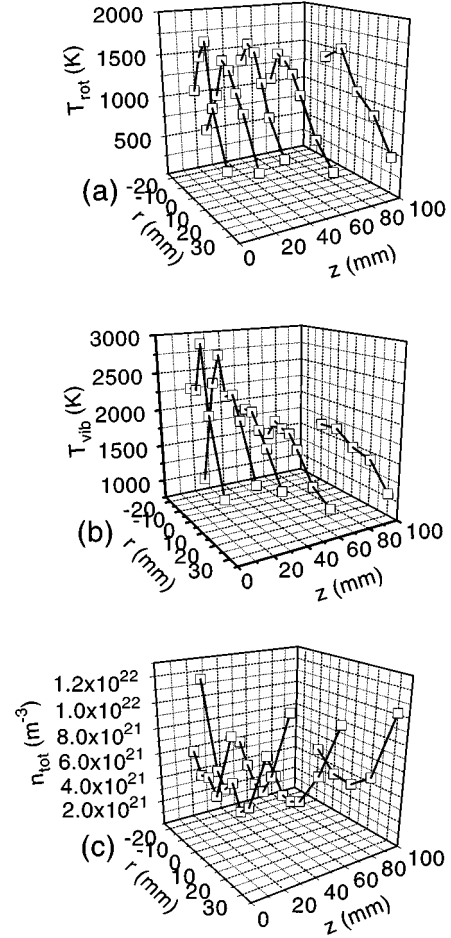 2000
1500
1000
500
T_rot (K)
(a)
-20
-10
0
10
20
30
r (mm)
0
20
40
60
80
100
z (mm)
3000
2500
2000
1500
1000
T_vib (K)
(b)
-20
-10
0
10
20
30
r (mm)
0
20
40
60
80
100
z (mm)
1.2x10^22
1.0x10^22
8.0x10^21
6.0x10^21
4.0x10^21
2.0x10^21
n_tot (m^-3)
(c)
-20
-10
0
10
20
30
r (mm)
0
20
40
60
80
100
z (mm)